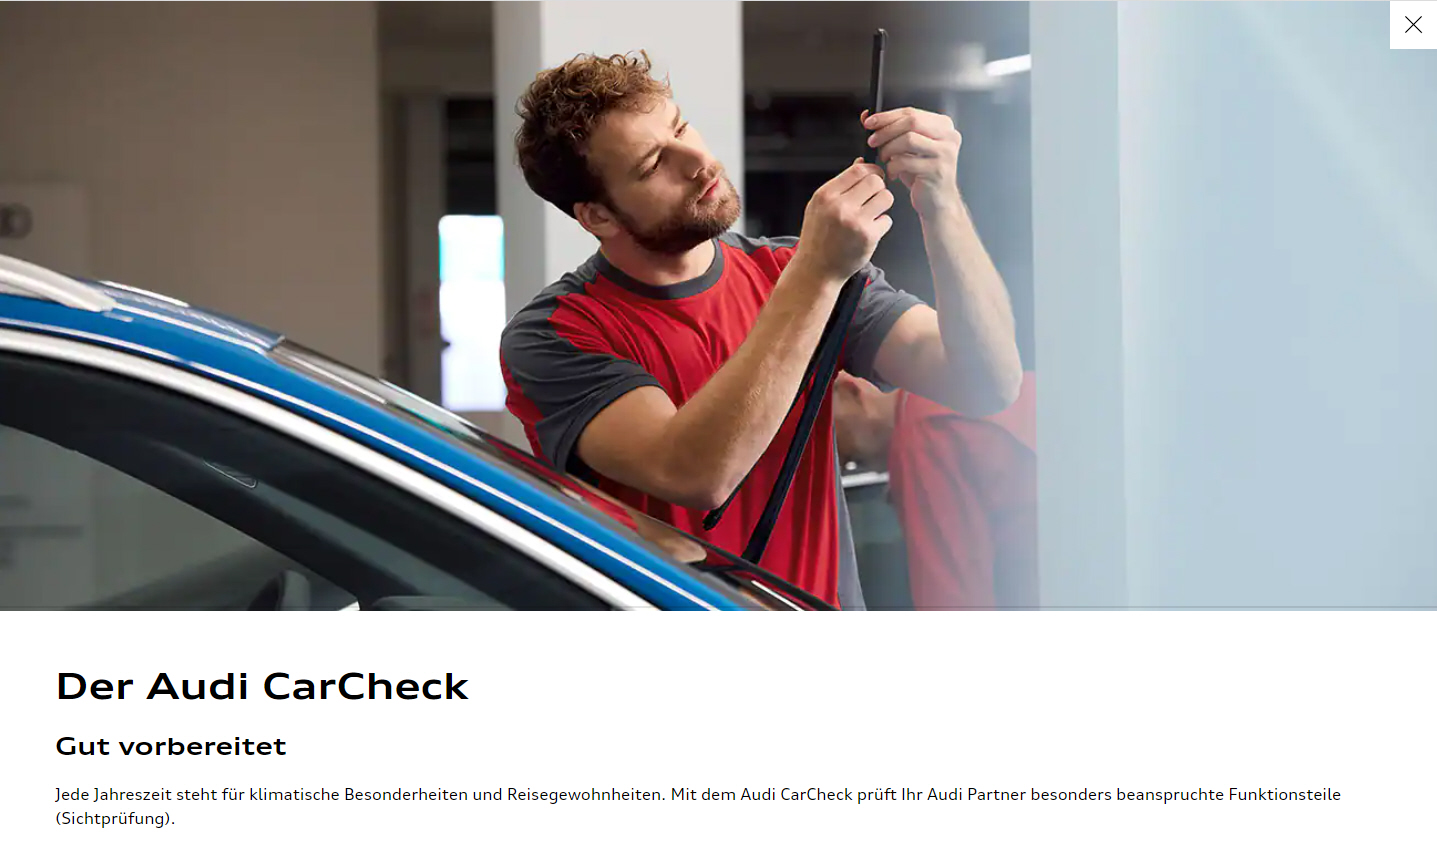 Der Audi CarCheck
Gut vorbereitet
Jede Jahreszeit steht für klimatische Besonderheiten und Reisegewohnheiten. Mit dem Audi CarCheck prüft Ihr Audi Partner besonders beanspruchte Funktionsteile
(Sichtprüfung).